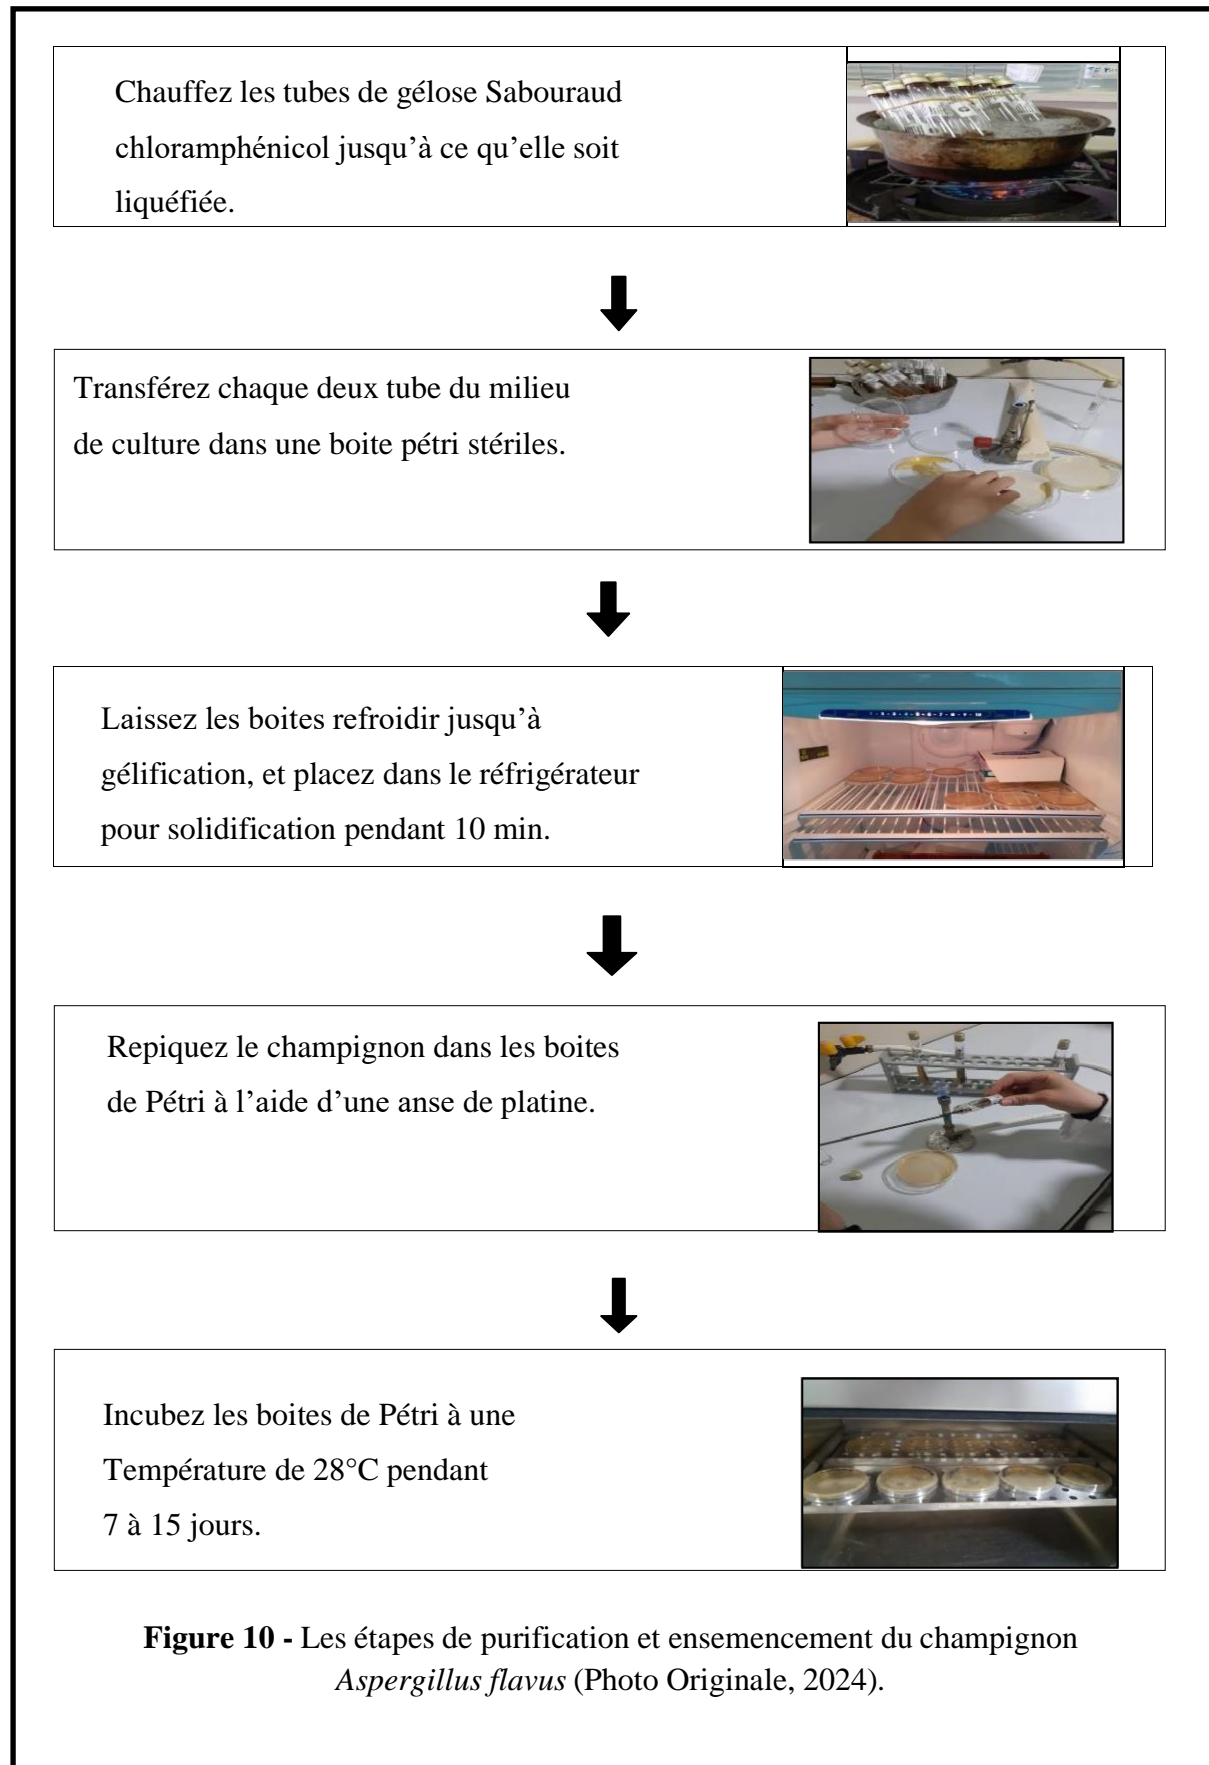 Chauffez les tubes de gélose Sabouraud
chloramphénicol jusqu’à ce qu’elle soit
liquéfiée.
Transférez chaque deux tube du milieu
de culture dans une boite pétri stériles.
Laissez les boites refroidir jusqu’à
gélification, et placez dans le réfrigérateur
pour solidification pendant 10 min.
Repiquez le champignon dans les boites
de Pétri à l’aide d’une anse de platine.
Incubez les boites de Pétri à une
Température de 28°C pendant
7 à 15 jours.
Figure 10 - Les étapes de purification et ensemencement du champignon
Aspergillus flavus (Photo Originale, 2024).